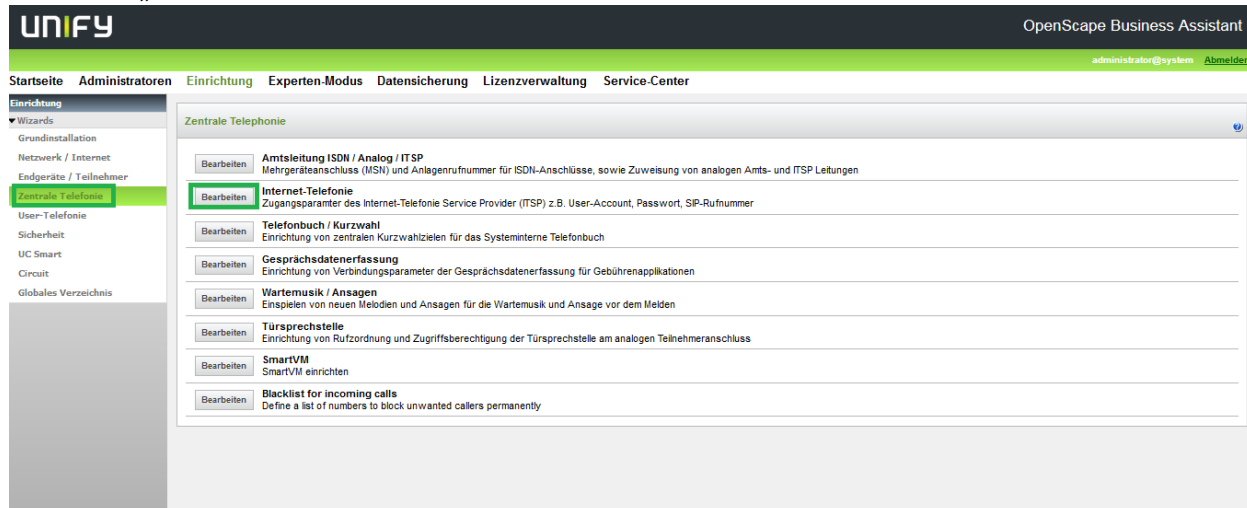 UNIFY
OpenScape Business Assistant
administrator@system Abmelden
Startseite Administratoren Einrichtung Experten-Modus Datensicherung Lizenzverwaltung Service-Center
Einrichtung
Wizards
Grundinstallation
Netzwerk / Internet
Endgeräte / Teilnehmer
Zentrale Telefonie
User-Telefonie
Sicherheit
UC Smart
Circuit
Globales Verzeichnis
Zentrale Telephonie
Bearbeiten
Amtsleitung ISDN / Analog / ITSP
Mehrgeräteanschluss (MSN) und Anlagenrufnummer für ISDN-Anschlüsse, sowie Zuweisung von analogen Amts- und ITSP Leitungen
Bearbeiten
Internet-Telefonie
Zugangsparamter des Internet-Telefonie Service Provider (ITSP) z.B. User-Account, Passwort, SIP-Rufnummer
Bearbeiten
Telefonbuch / Kurzwahl
Einrichtung von zentralen Kurzwahlzielen für das Systeminterne Telefonbuch
Bearbeiten
Gesprächsdatenerfassung
Einrichtung von Verbindungsparameter der Gesprächsdatenerfassung für Gebührenapplikationen
Bearbeiten
Wartemusik / Ansagen
Einspielen von neuen Melodien und Ansagen für die Wartemusik und Ansage vor dem Melden
Bearbeiten
Türsprechstelle
Einrichtung von Rufzordnung und Zugriffsberechtigung der Türsprechstelle am analogen Teilnehmeranschluss
Bearbeiten
SmartVM
SmartVM einrichten
Bearbeiten
Blacklist for incoming calls
Define a list of numbers to block unwanted callers permanently